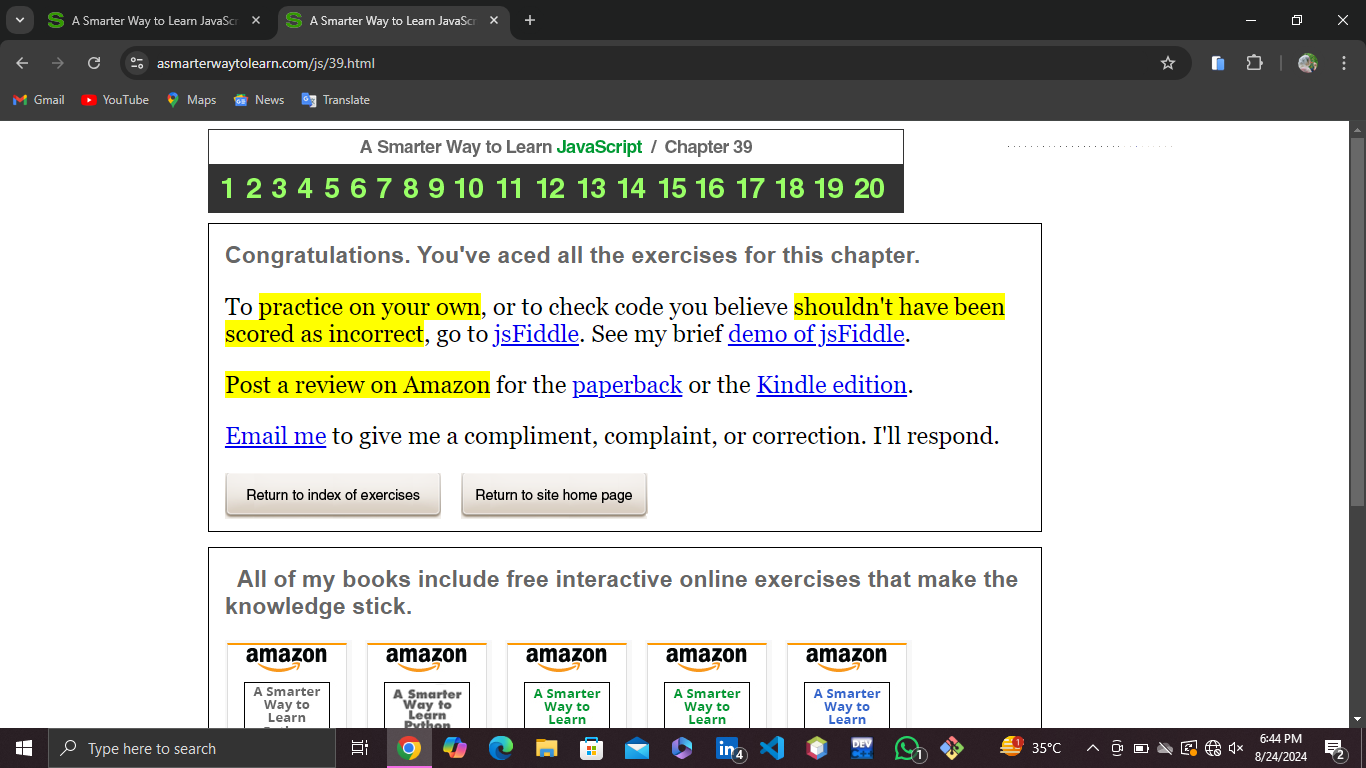 A Smarter Way to Learn JavaScr
A Smarter Way to Learn JavaSc
asmarterwaytolearn.com/js/39.html
Gmail
YouTube
Maps
News
Translate
A Smarter Way to Learn JavaScript / Chapter 39
1 2 3 4 5 6 7 8 9 10 11 12 13 14 15 16 17 18 19 20
Congratulations. You've aced all the exercises for this chapter.
To practice on your own, or to check code you believe shouldn't have been
scored as incorrect, go to jsFiddle. See my brief demo of jsFiddle.
Post a review on Amazon for the paperback or the Kindle edition.
Email me to give me a compliment, complaint, or correction. I'll respond.
Return to index of exercises
Return to site home page
All of my books include free interactive online exercises that make the
knowledge stick.
amazon amazon amazon amazon amazon
A Smarter A Smarter A Smarter A Smarter A Smarter
Way to Way to Way to Way to Way to
Learn Learn Learn Learn Learn
Python
Type here to search
in 4
DEV
C++
1
1
35°C
6:44 PM
8/24/2024
2